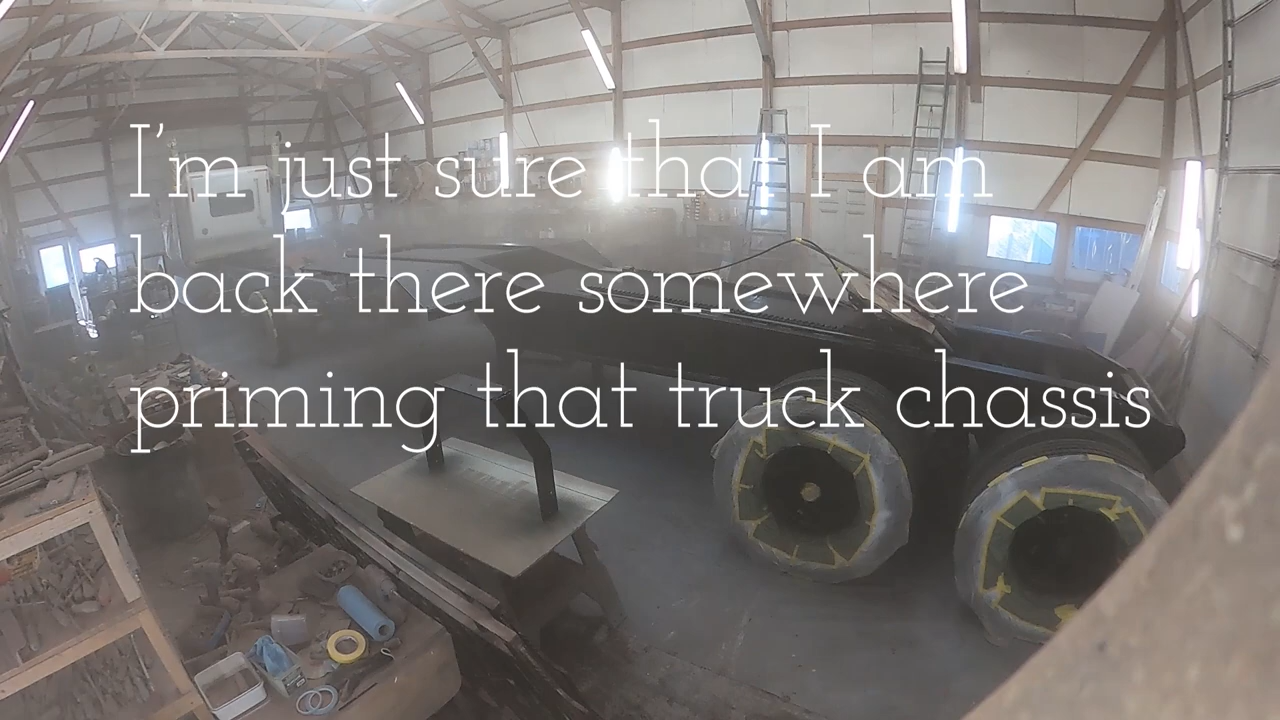 I'm just sure that I am
back there somewhere
priming that truck chassis